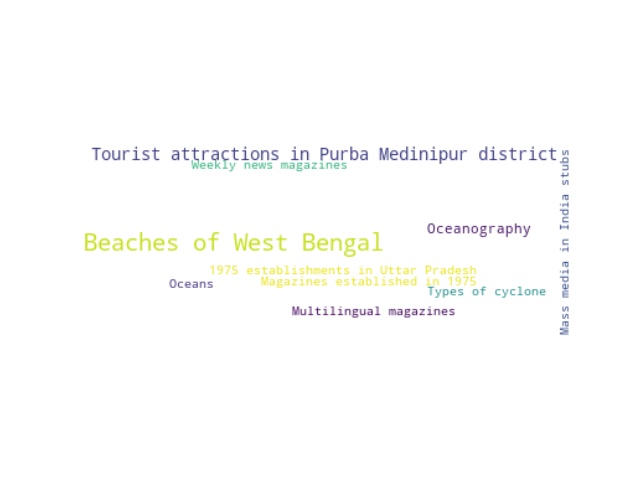 Tourist attractions in Purba Medinipur district
Weekly news magazines
Mass media in India stubs
Oceanography
Beaches of West Bengal
1975 establishments in Uttar Pradesh
Magazines established in 1975
Oceans
Types of cyclone
Multilingual magazines